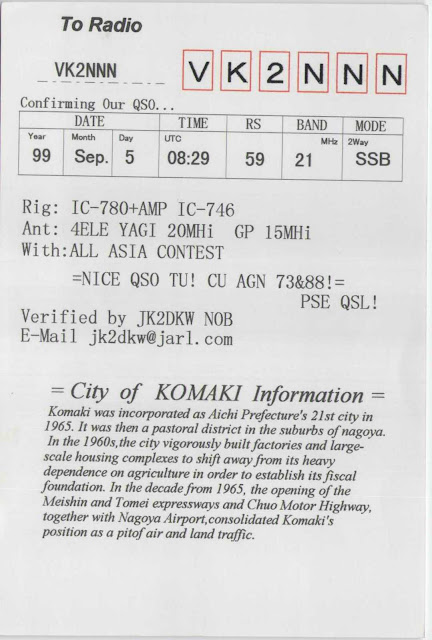 To Radio
VK2NNN
V K 2 N N N
Confirming Our QSO...
DATE TIME RS BAND MODE
Year Month Day UTC MHz 2Way
99 Sep. 5 08:29 59 21 SSB
Rig: IC-780+AMP IC-746
Ant: 4ELE YAGI 20MHi GP 15MHi
With:ALL ASIA CONTEST
=NICE QSO TU! CU AGN 73&88!=
PSE QSL!
Verified by JK2DKW NOB
E-Mail jk2dkw@jarl.com
= City of KOMAKI Information =
Komaki was incorporated as Aichi Prefecture's 21st city in
1965. It was then a pastoral district in the suburbs of nagoya.
In the 1960s,the city vigorously built factories and large-
scale housing complexes to shift away from its heavy
dependence on agriculture in order to establish its fiscal
foundation. In the decade from 1965, the opening of the
Meishin and Tomei expressways and Chuo Motor Highway,
together with Nagoya Airport,consolidated Komaki's
position as a pitof air and land traffic.